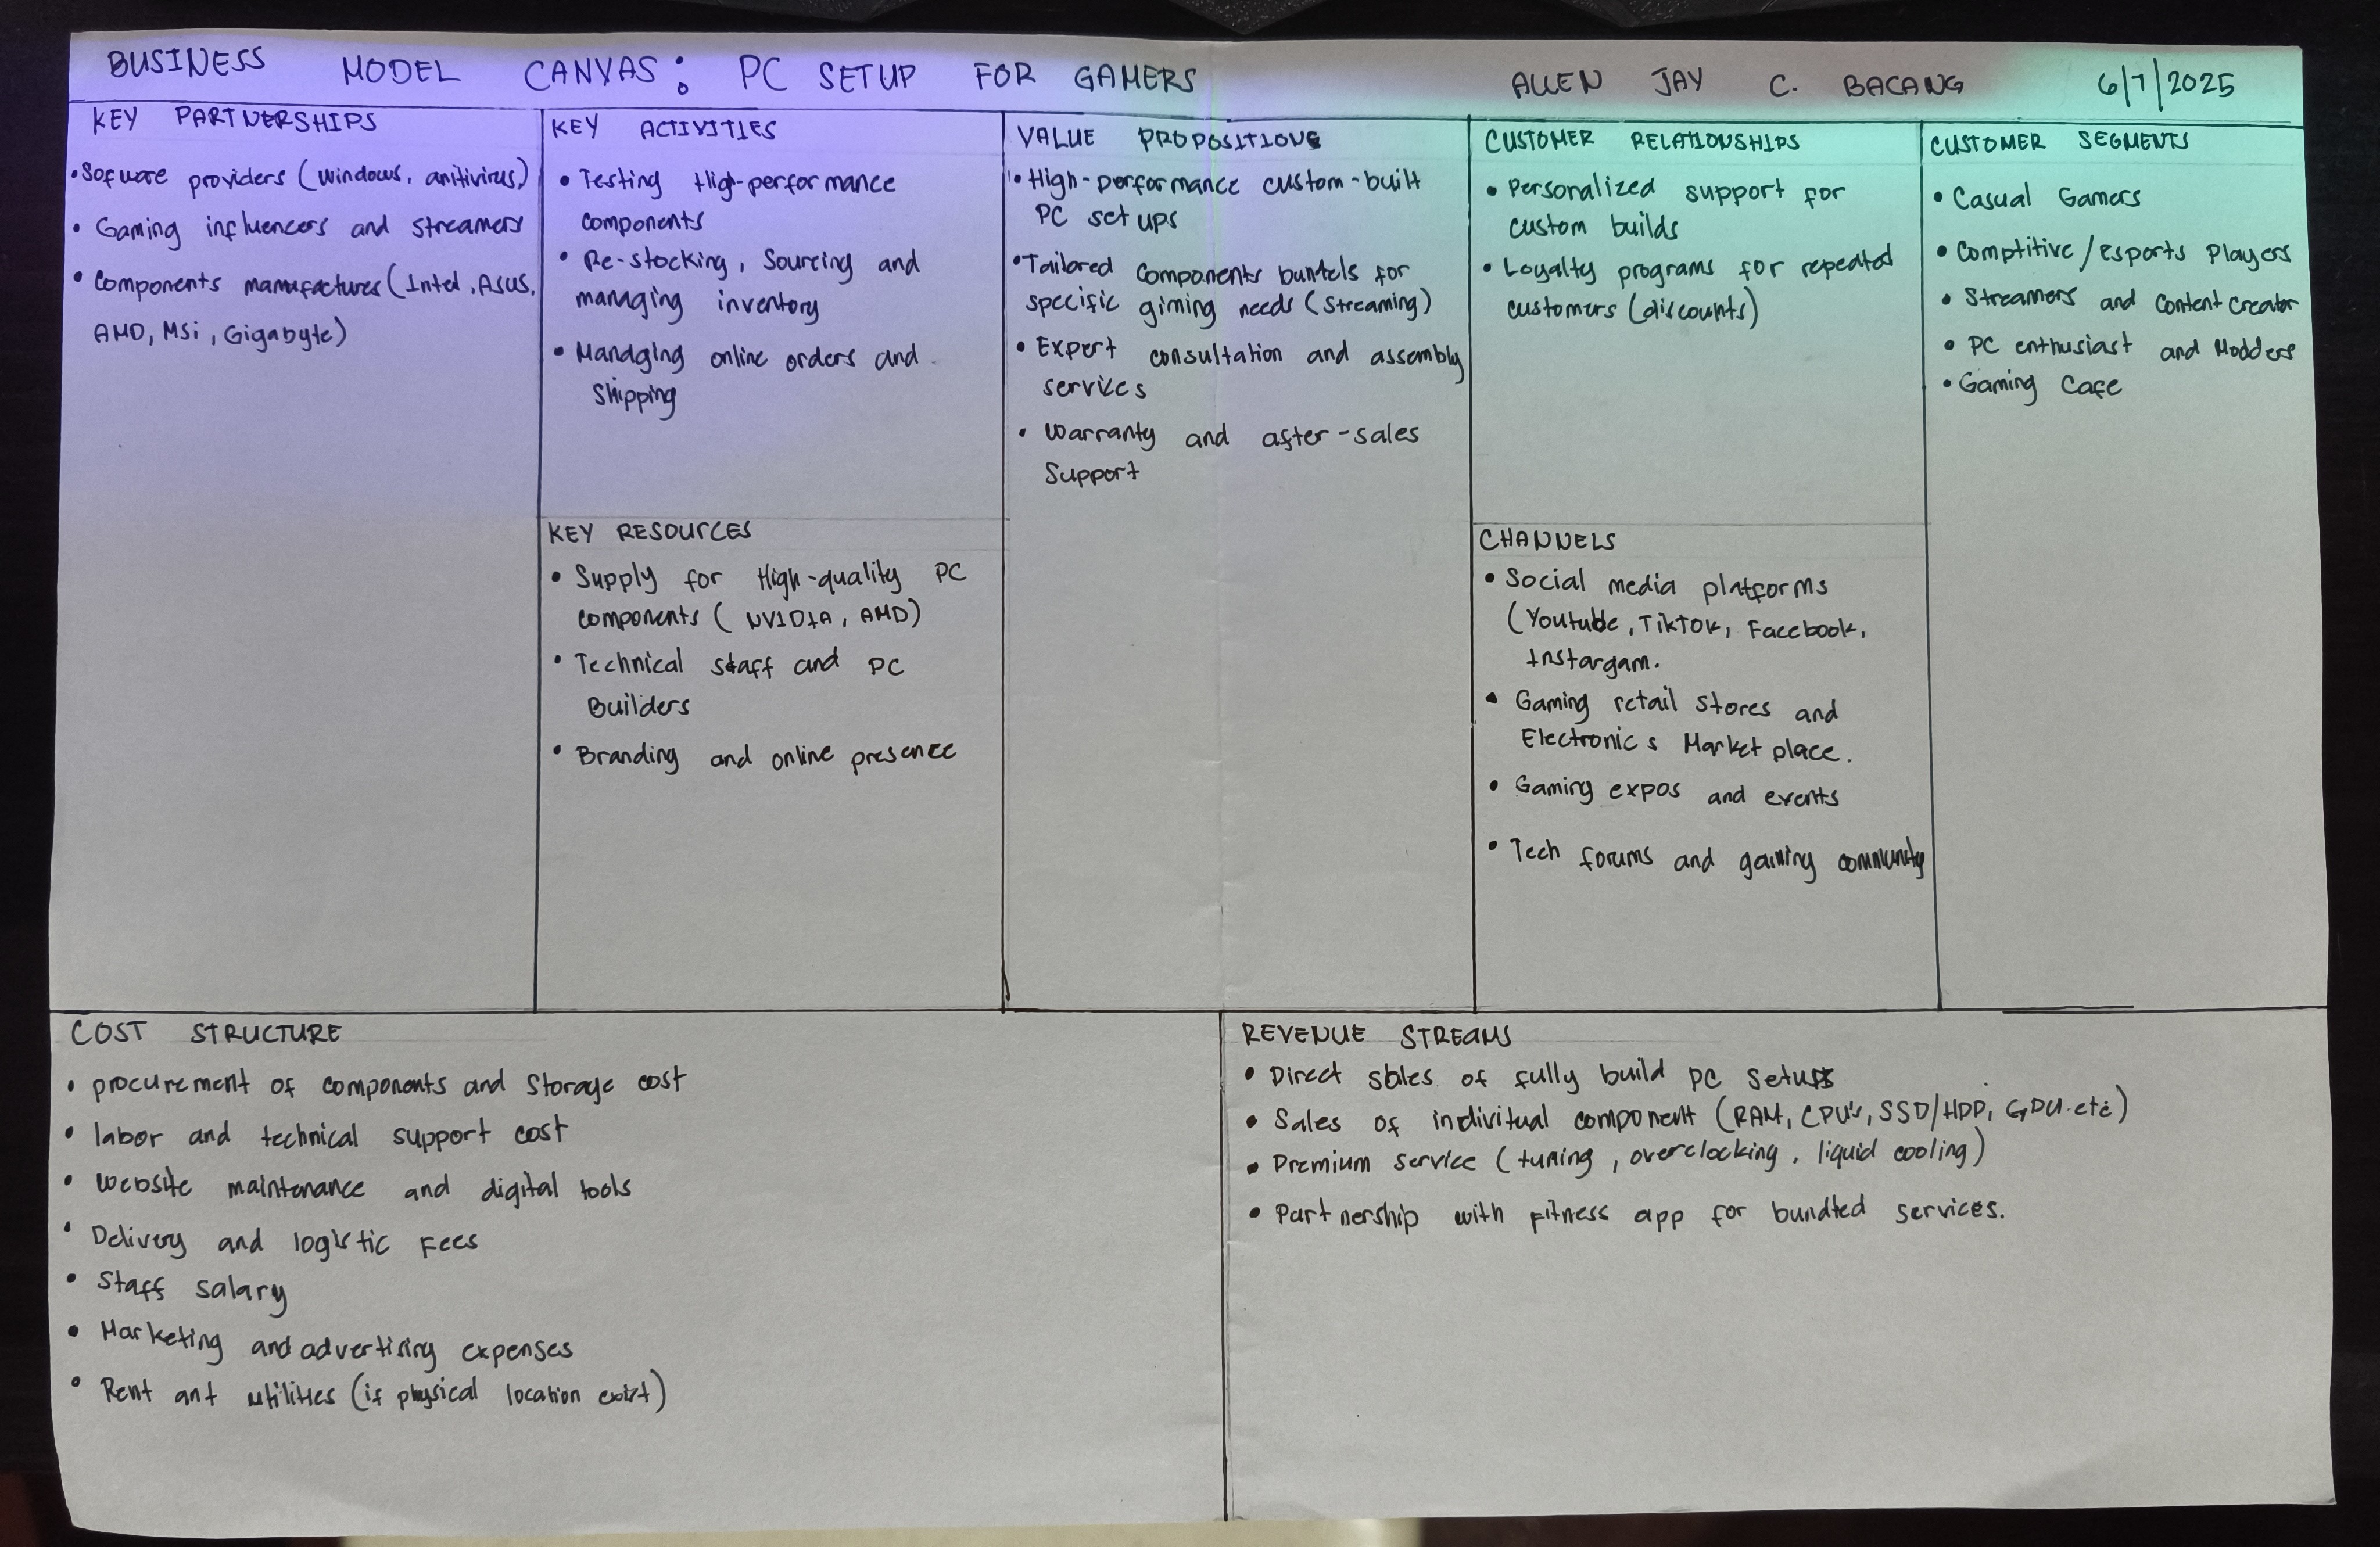 BUSINESS MODEL CANVAS: PC SETUP FOR GAMERS
ALLEN JAY C. BACANG
6/7/2025
KEY PARTNERSHIPS
• Sofware providers (windows, anitivirus)
• Gaming influencers and streamers
• Components manufactures (Intel, Asus,
AMD, MSi, Gigabyte)
KEY ACTIVITIES
• Testing High-performance
components
• Re-stocking, Sourcing and
managing inventory
• Managing online orders and
Shipping
KEY RESOURCES
• Supply for High-quality PC
components (NVIDIA, AMD)
• Technical staff and PC
Builders
• Branding and online presence
VALUE PROPOSITIONS
• High-performance custom-built
PC set ups
• Tailored components bundels for
specific giming needs (Streaming)
• Expert consultation and assembly
services
• Warranty and after-sales
Support
CUSTOMER RELATIONSHIPS
• Personalized support for
custom builds
• Loyalty programs for repeated
customers (discounts)
CHANNELS
• Social media platforms
(Youtube, TikTok, Facebook,
Instargam.
• Gaming retail stores and
Electronics Market place.
• Gaming expos and events
• Tech forums and gaming community
CUSTOMER SEGMENTS
• Casual Gamers
• Comptitive/esports Players
• Streamers and Content Creator
• PC enthusiast and Modders
• Gaming Cafe
COST STRUCTURE
• procurement of components and storage cost
• labor and technical support cost
• website maintenance and digital tools
• Delivery and logistic Fees
• Staff salary
• Marketing and advertising expenses
• Rent ant utilities (if physical location exist)
REVENUE STREAMS
• Direct sales of fully build PC setups
• Sales of indivitual component (RAM, CPU's, SSD/HDD, GPU.etc)
• Premium service (tuning, overclocking, liquid cooling)
• Partnership with fitness app for bundted services.